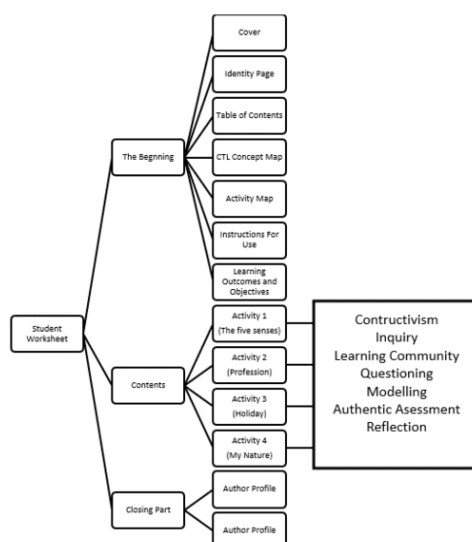 Cover
Identity Page
Table of Contents
The Begnning
CTL Concept Map
Activity Map
Instructions For
Use
Learning
Outcomes and
Objectives
Student
Worksheet
Contents
Activity 1
(The five senses)
Activity 2
(Profession)
Activity 3
(Holiday)
Activity 4
(My Nature)
Contructivism
Inquiry
Learning Community
Questioning
Modelling
Authentic Asessment
Reflection
Closing Part
Author Profile
Author Profile